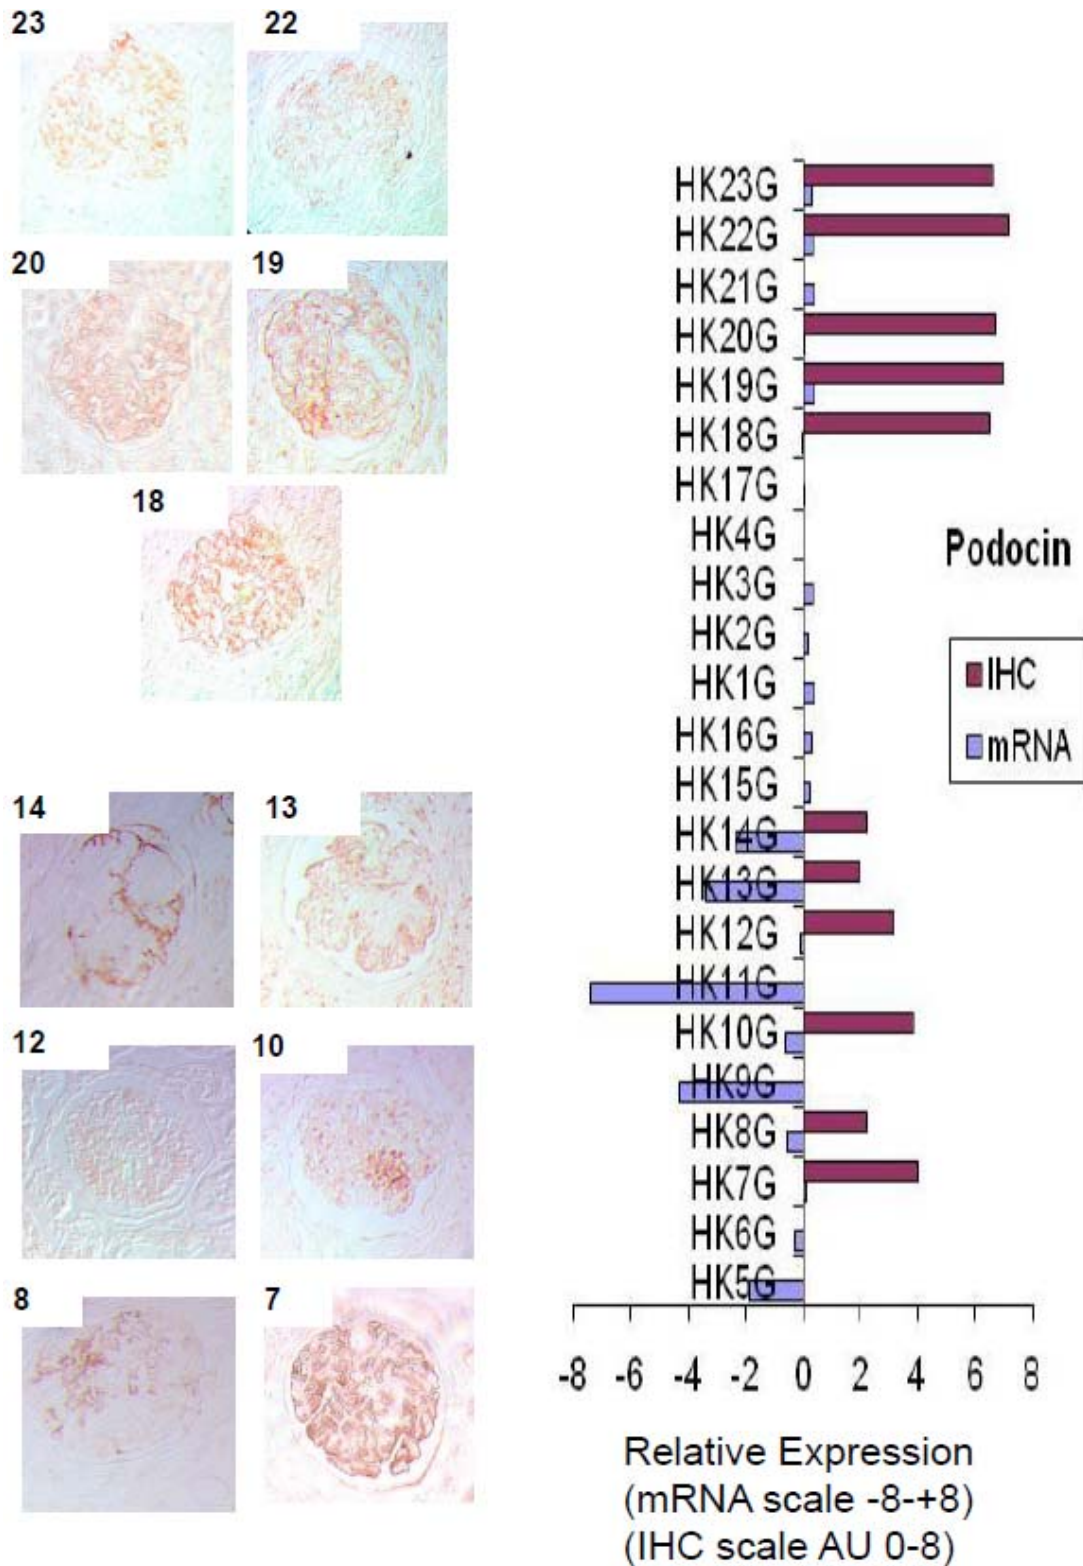 23 22
20 19
18
14 13
12 10
8 7
HK23G
HK22G
HK21G
HK20G
HK19G
HK18G
HK17G
HK4G
HK3G
HK2G
HK1G
HK16G
HK15G
HK14G
HK13G
HK12G
HK11G
HK10G
HK9G
HK8G
HK7G
HK6G
HK5G
-8 -6 -4 -2 0 2 4 6 8
Podocin
IHC
mRNA
Relative Expression
(mRNA scale -8-+8)
(IHC scale AU 0-8)